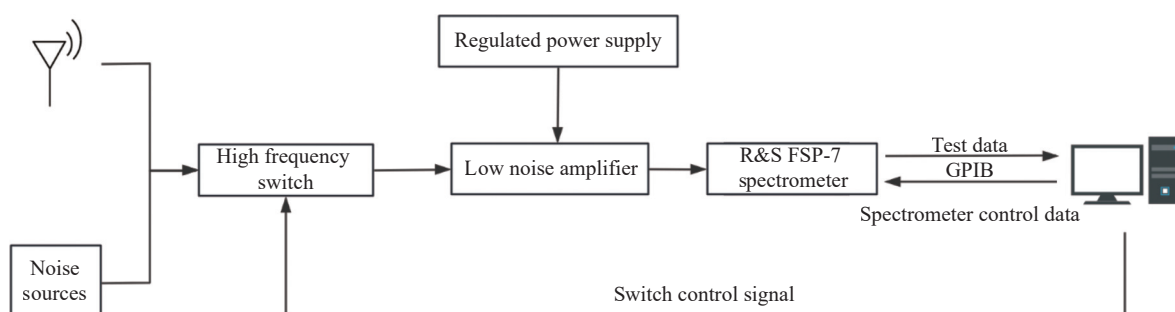 Regulated power supply
High frequency
switch
Low noise amplifier
R&S FSP-7
spectrometer
Test data
GPIB
Spectrometer control data
Noise
sources
Switch control signal